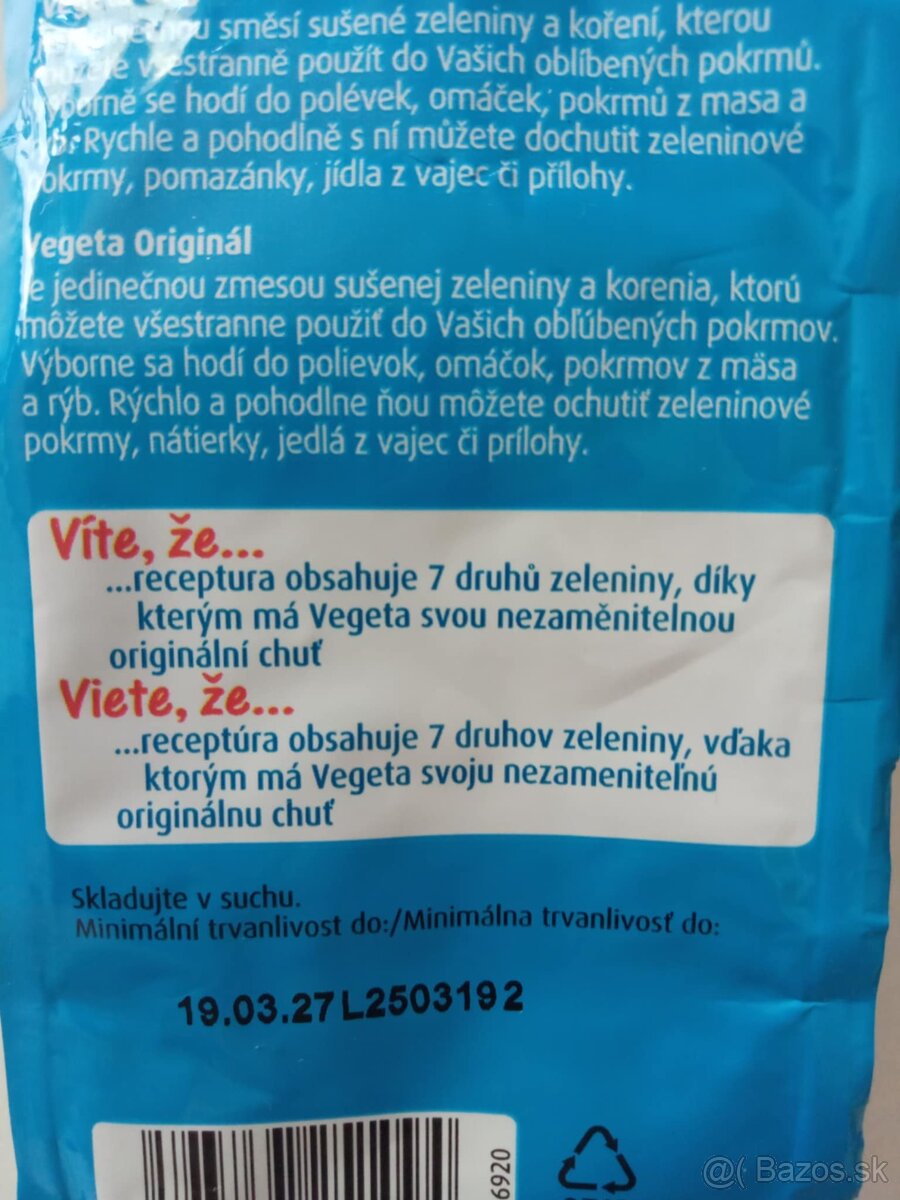 směsí sušené zeleniny a koření, kterou
všestranně použít do Vašich oblíbených pokrmů.
se hodí do polévek, omáček, pokrmů z masa a
Rychle a pohodlně s ní můžete dochutit zeleninové
pokrmy, pomazánky, jídla z vajec či přílohy.
Vegeta Originál
je jedinečnou zmesou sušenej zeleniny a korenia, ktorú
môžete všestranne použiť do Vašich obľúbených pokrmov.
Výborne sa hodí do polievok, omáčok, pokrmov z mäsa
a rýb. Rýchlo a pohodlne ňou môžete ochutiť zeleninové
pokrmy, nátierky, jedlá z vajec či prílohy.
Víte, že...
...receptura obsahuje 7 druhů zeleniny, díky
kterým má Vegeta svou nezaměnitelnou
originální chuť
Viete, že...
...receptúra obsahuje 7 druhov zeleniny, vďaka
ktorým má Vegeta svoju nezameniteľnú
originálnu chuť
Skladujte v suchu.
Minimální trvanlivost do:/Minimálna trvanlivosť do:
19.03.27 L2503192
6920
@( Bazos.sk